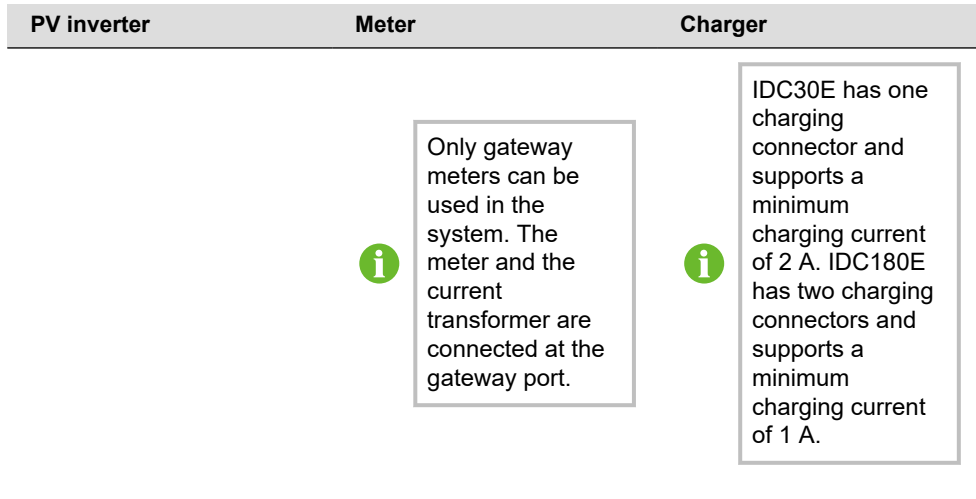 PV inverter
Meter
Charger
Only gateway
meters can be
used in the
system. The
meter and the
current
transformer are
connected at the
gateway port.
IDC30E has one
charging
connector and
supports a
minimum
charging current
of 2 A. IDC180E
has two charging
connectors and
supports a
minimum
charging current
of 1 A.